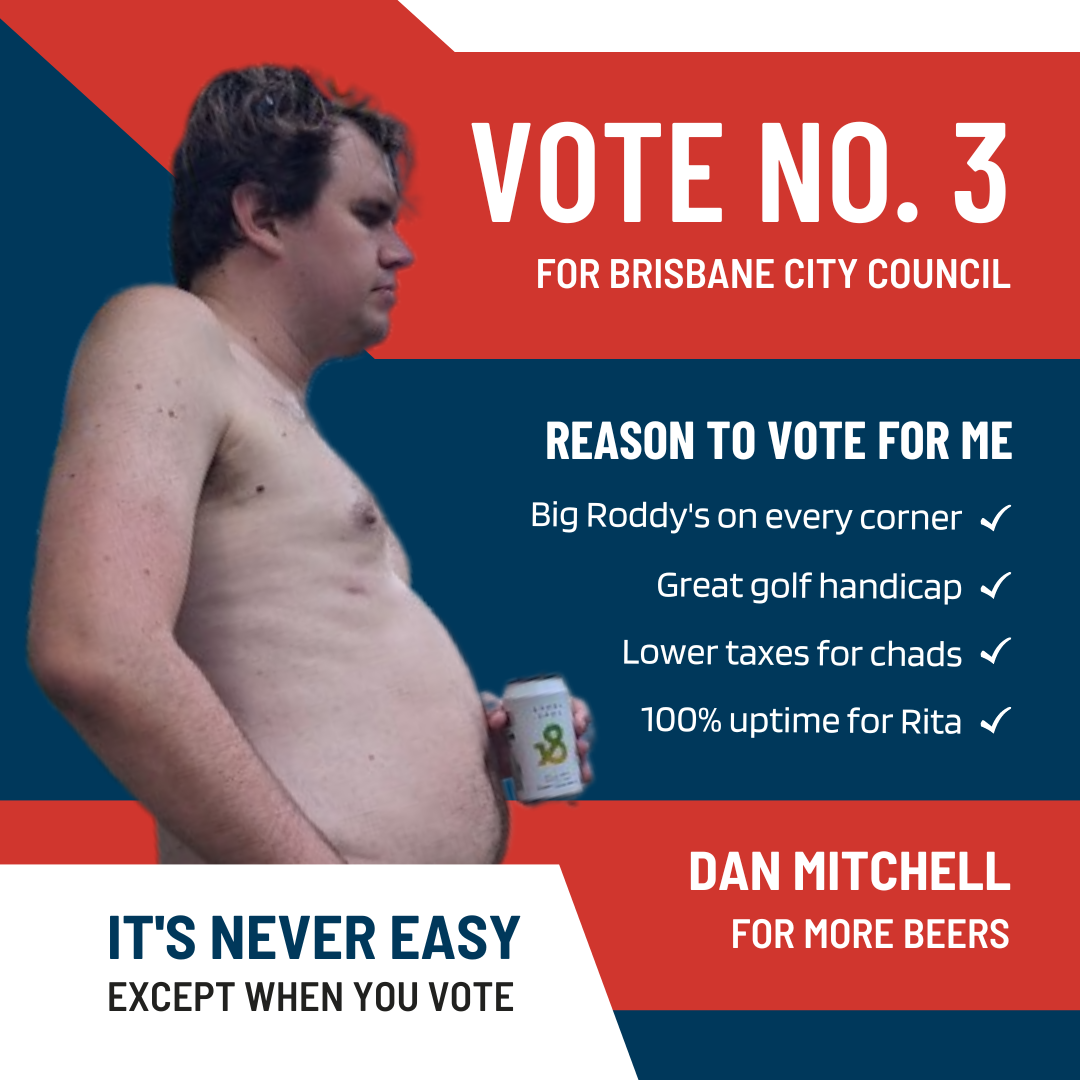 VOTE NO. 3
FOR BRISBANE CITY COUNCIL
REASON TO VOTE FOR ME
Big Roddy's on every corner
Great golf handicap
Lower taxes for chads
100% uptime for Rita
DAN MITCHELL
FOR MORE BEERS
IT'S NEVER EASY
EXCEPT WHEN YOU VOTE